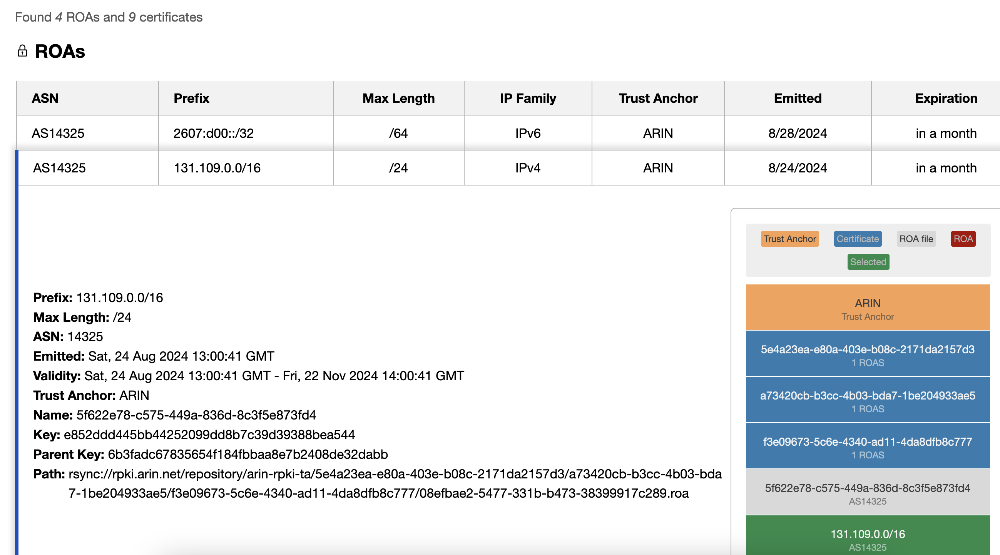 Found 4 ROAs and 9 certificates
ROAs
ASN Prefix Max Length IP Family Trust Anchor Emitted Expiration
AS14325 2607:d00::/32 /64 IPv6 ARIN 8/28/2024 in a month
AS14325 131.109.0.0/16 /24 IPv4 ARIN 8/24/2024 in a month
Prefix: 131.109.0.0/16
Max Length: /24
ASN: 14325
Emitted: Sat, 24 Aug 2024 13:00:41 GMT
Validity: Sat, 24 Aug 2024 13:00:41 GMT - Fri, 22 Nov 2024 14:00:41 GMT
Trust Anchor: ARIN
Name: 5f622e78-c575-449a-836d-8c3f5e873fd4
Key: e852ddd445bb44252099dd8b7c39d39388bea544
Parent Key: 6b3fadc67835654f184fbbaa8e7b2408de32dabb
Path: rsync://rpki.arin.net/repository/arin-rpki-ta/5e4a23ea-e80a-403e-b08c-2171da2157d3/a73420cb-b3cc-4b03-bda
7-1be204933ae5/f3e09673-5c6e-4340-ad11-4da8dfb8c777/08efbae2-5477-331b-b473-38399917c289.roa
Trust Anchor Certificate ROA file ROA
Selected
ARIN
Trust Anchor
5e4a23ea-e80a-403e-b08c-2171da2157d3
1 ROAS
a73420cb-b3cc-4b03-bda7-1be204933ae5
1 ROAS
f3e09673-5c6e-4340-ad11-4da8dfb8c777
1 ROAS
5f622e78-c575-449a-836d-8c3f5e873fd4
AS14325
131.109.0.0/16
AS14325